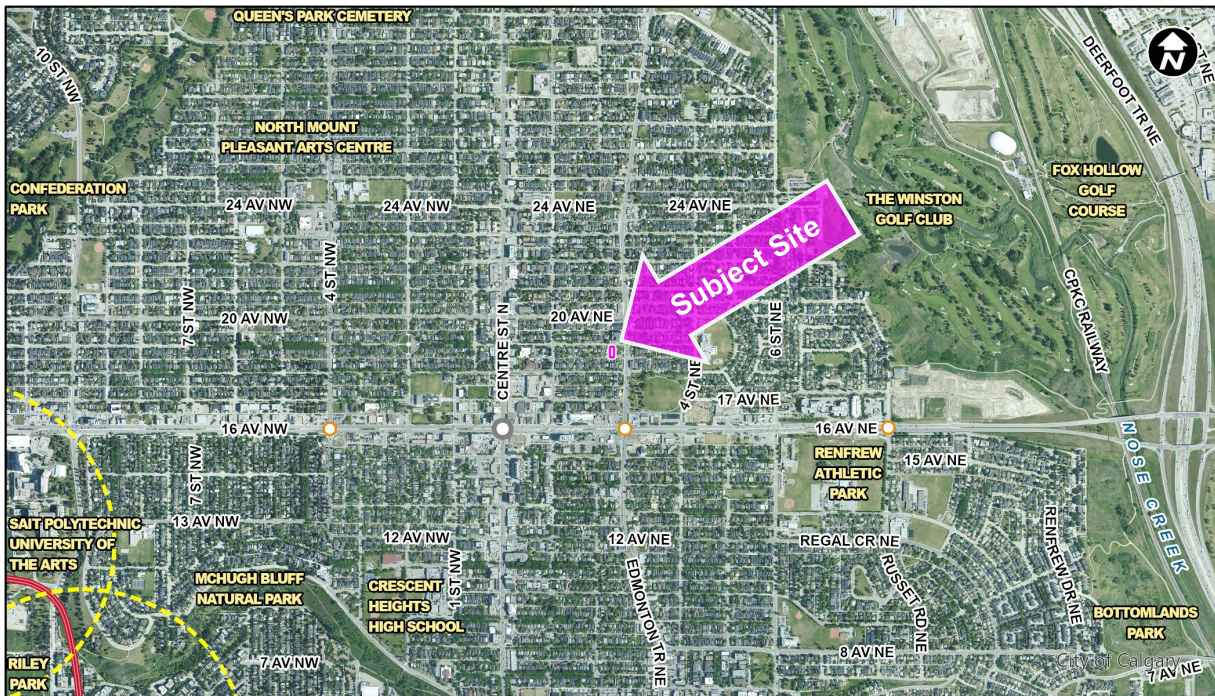 QUEEN'S PARK CEMETERY
10 ST NW
DEERFOOT TR NE
ST NE
N
NORTH MOUNT
PLEASANT ARTS CENTRE
CONFEDERATION
PARK
FOX HOLLOW
GOLF
COURSE
THE WINSTON
GOLF CLUB
24 AV NW
24 AV NW
24 AV NE
24 AV NE
Subject Site
4 ST NW
7 ST NW
20 AV NW
CENTRE ST N
20 AV NE
6 ST NE
CPKC RAILWAY
4 ST NE
17 AV NE
16 AV NW
16 AV NE
NOSE CREEK
7 ST NW
RENFREW
ATHLETIC
PARK
15 AV NE
13 AV NW
SAIT POLYTECHNIC
UNIVERSITY OF
THE ARTS
12 AV NW
12 AV NE
REGAL CR NE
RENFREW DR NE
MCHUGH BLUFF
NATURAL PARK
CRESCENT
HEIGHTS
HIGH SCHOOL
1 ST NW
EDMONTON TR NE
RUSSET RD NE
BOTTOMLANDS
PARK
RILEY
PARK
7 AV NW
8 AV NE
City of Calgary
7 AV NE